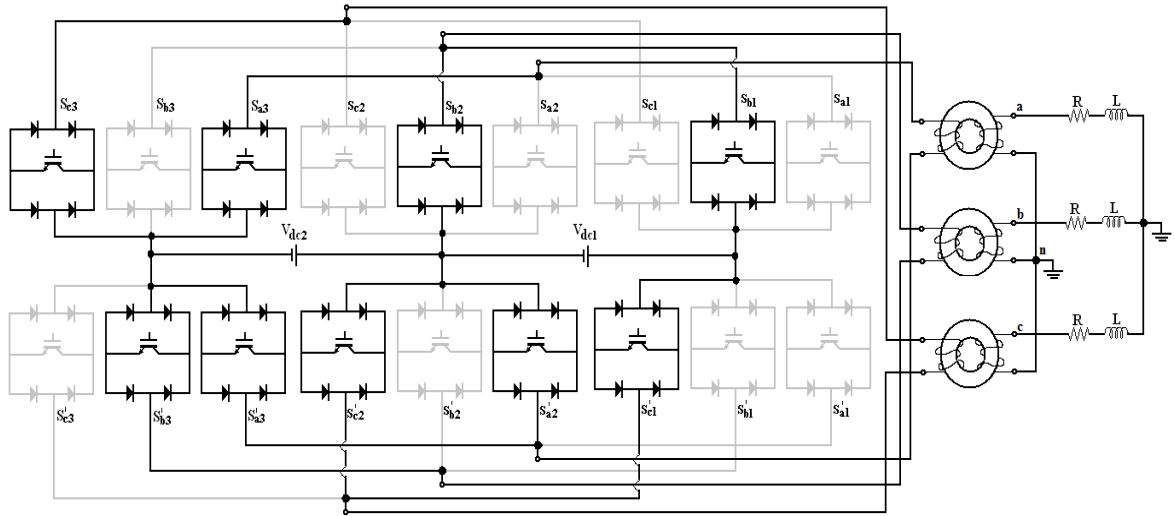 Sc3 Sb3 Sa3 Sc2 Sb2 Sa2 Sc1 Sb1 Sa1
Vdc2 Vdc1
S'c3 S'b3 S'a3 S'c2 S'b2 S'a2 S'c1 S'b1 S'a1
a R L
b R L
n
c R L